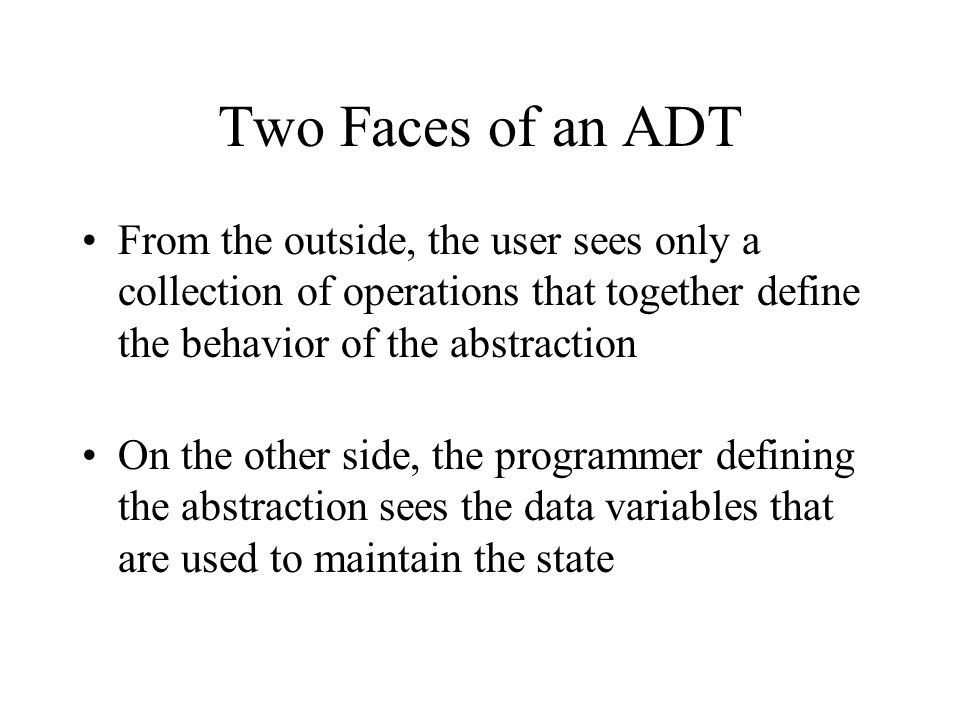 Two Faces of an ADT
• From the outside, the user sees only a
collection of operations that together define
the behavior of the abstraction
• On the other side, the programmer defining
the abstraction sees the data variables that
are used to maintain the state